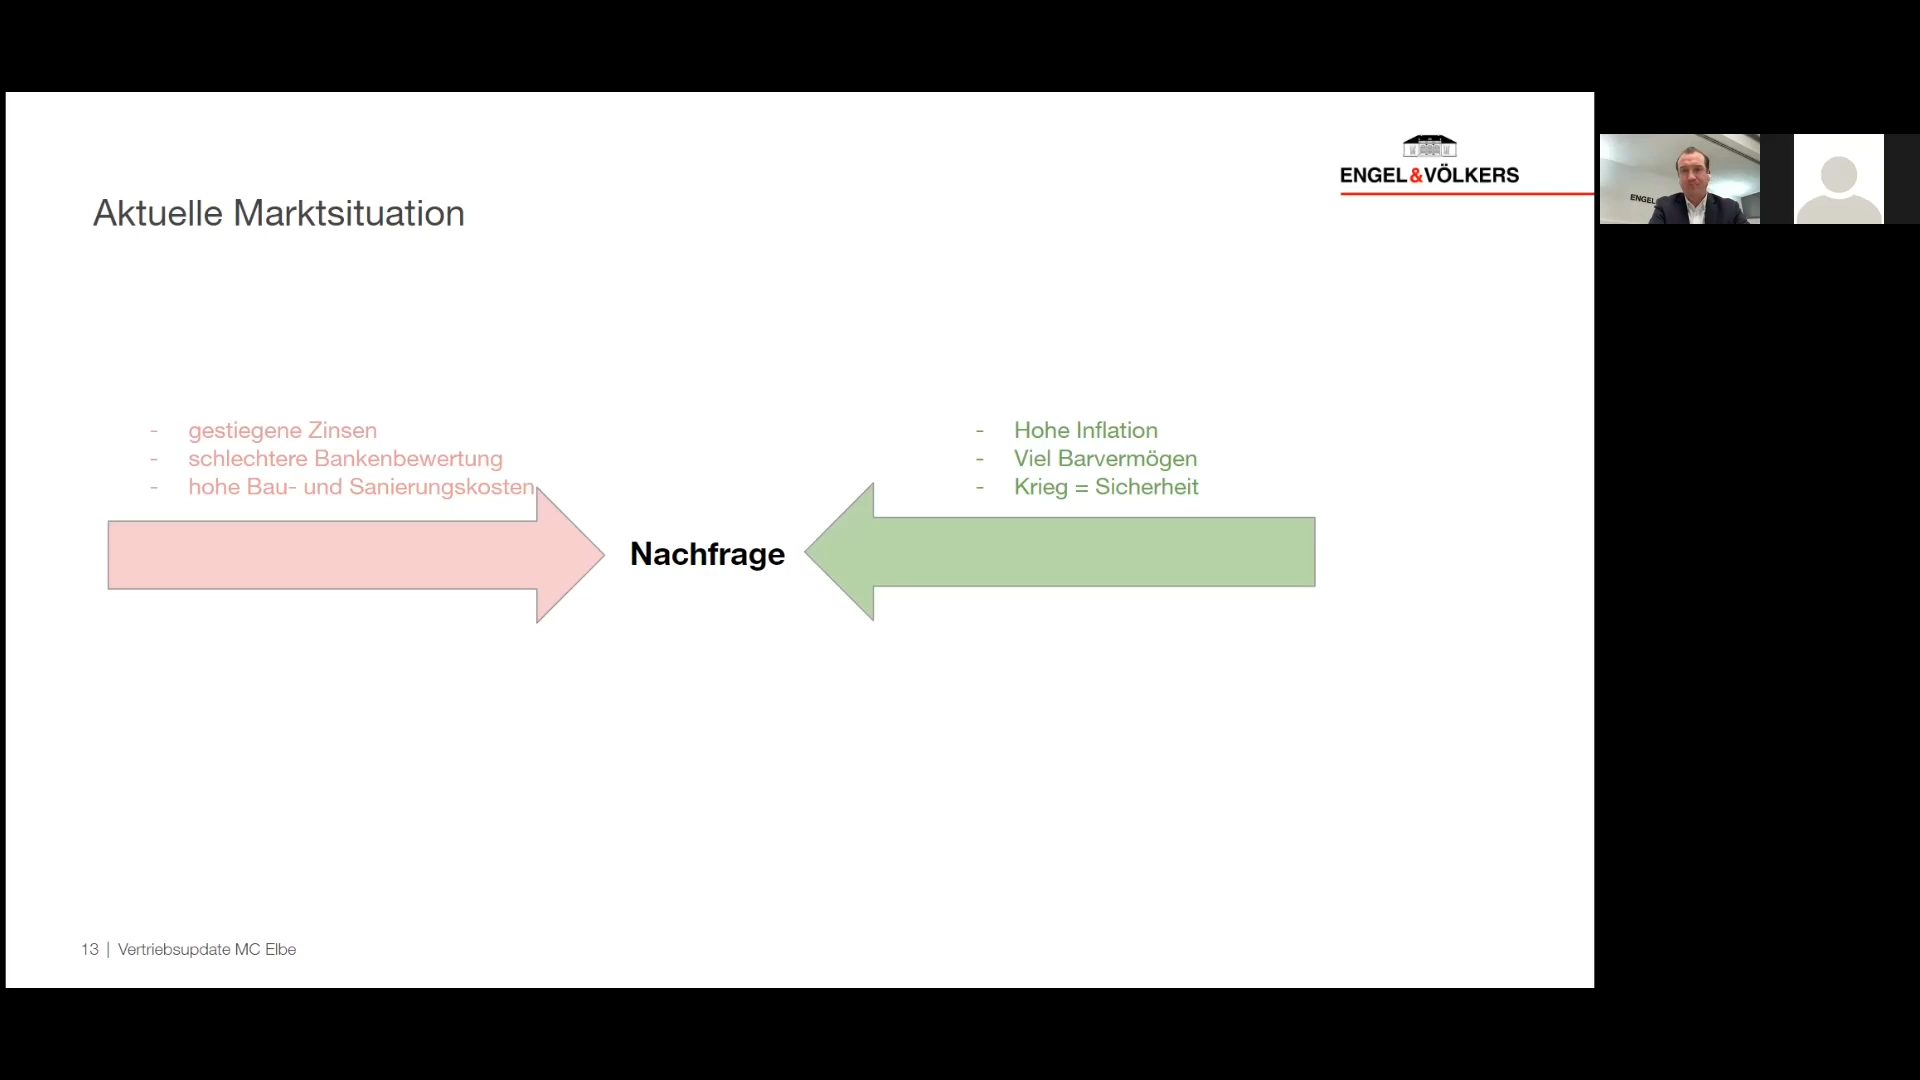 ENGEL&VÖLKERS
ENGEL
Aktuelle Marktsituation
- gestiegene Zinsen
- schlechtere Bankenbewertung
- hohe Bau- und Sanierungskosten
- Hohe Inflation
- Viel Barvermögen
- Krieg = Sicherheit
Nachfrage
13 | Vertriebsupdate MC Elbe